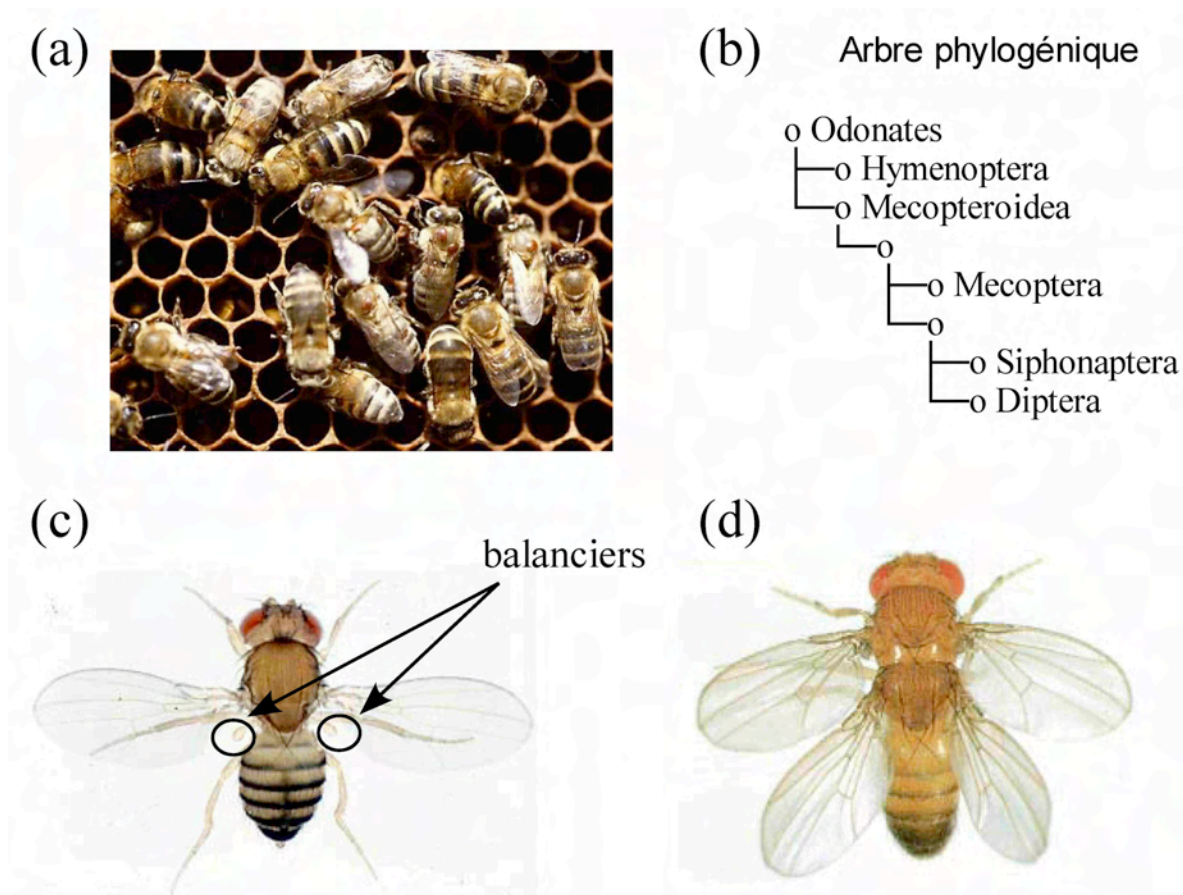 (a)
(b) Arbre phylogénique
o Odonates
o Hymenoptera
o Mecopteroidea
o
o Mecoptera
o
o Siphonaptera
o Diptera
(c)
balanciers
(d)